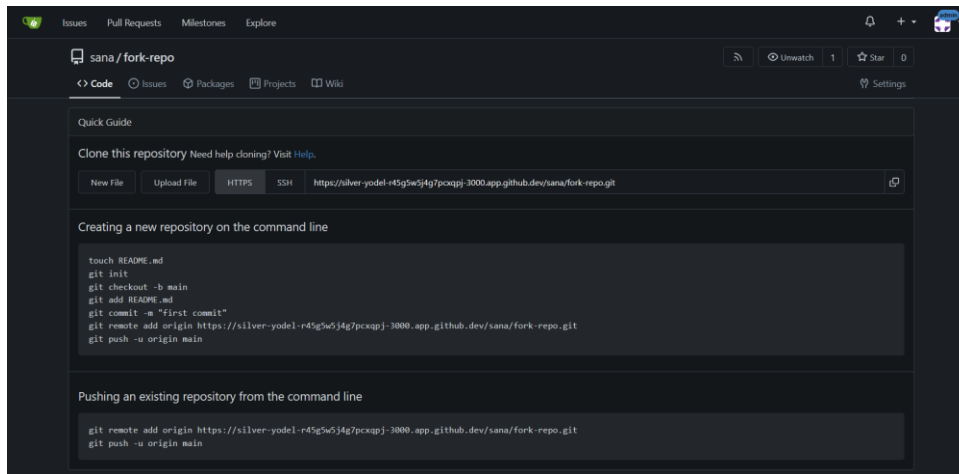 Issues Pull Requests Milestones Explore
admin
sana / fork-repo
Unwatch 1 Star 0
Code Issues Packages Projects Wiki Settings
Quick Guide
Clone this repository Need help cloning? Visit Help.
New File Upload File HTTPS SSH https://silver-yodel-r45g5w5j4g7pcxqpj-3000.app.github.dev/sana/fork-repo.git
Creating a new repository on the command line
touch README.md
git init
git checkout -b main
git add README.md
git commit -m "first commit"
git remote add origin https://silver-yodel-r45g5w5j4g7pcxqpj-3000.app.github.dev/sana/fork-repo.git
git push -u origin main
Pushing an existing repository from the command line
git remote add origin https://silver-yodel-r45g5w5j4g7pcxqpj-3000.app.github.dev/sana/fork-repo.git
git push -u origin main